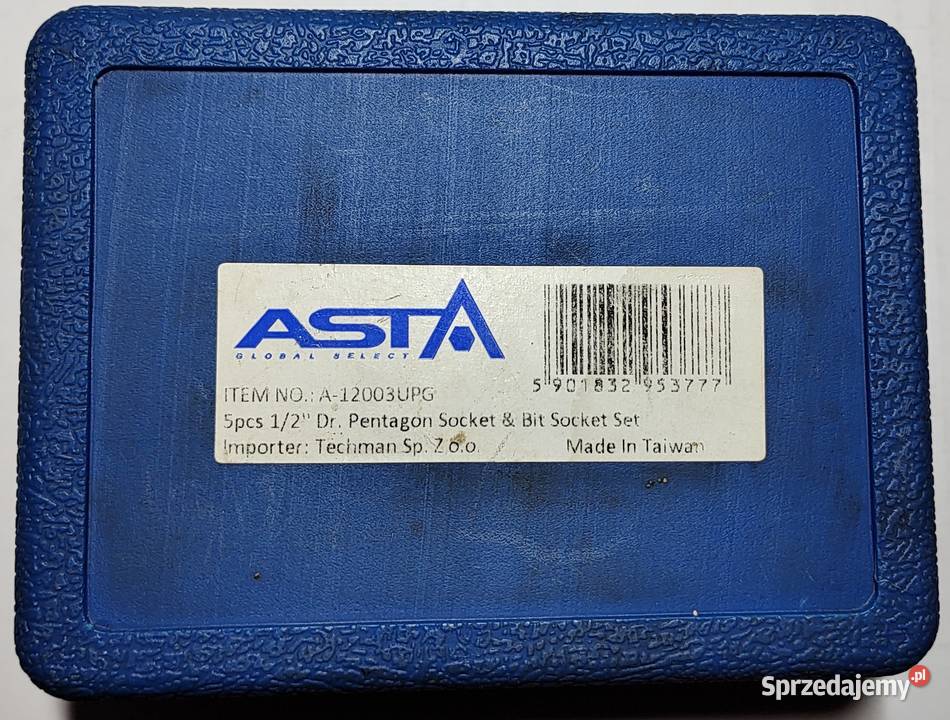 ASTA
GLOBAL SELECT
5 901832 953777
ITEM NO.: A-12003UPG
5pcs 1/2" Dr. Pentagon Socket & Bit Socket Set
Importer: Techman Sp. Z o.o. Made In Taiwan
Sprzedajemy.pl